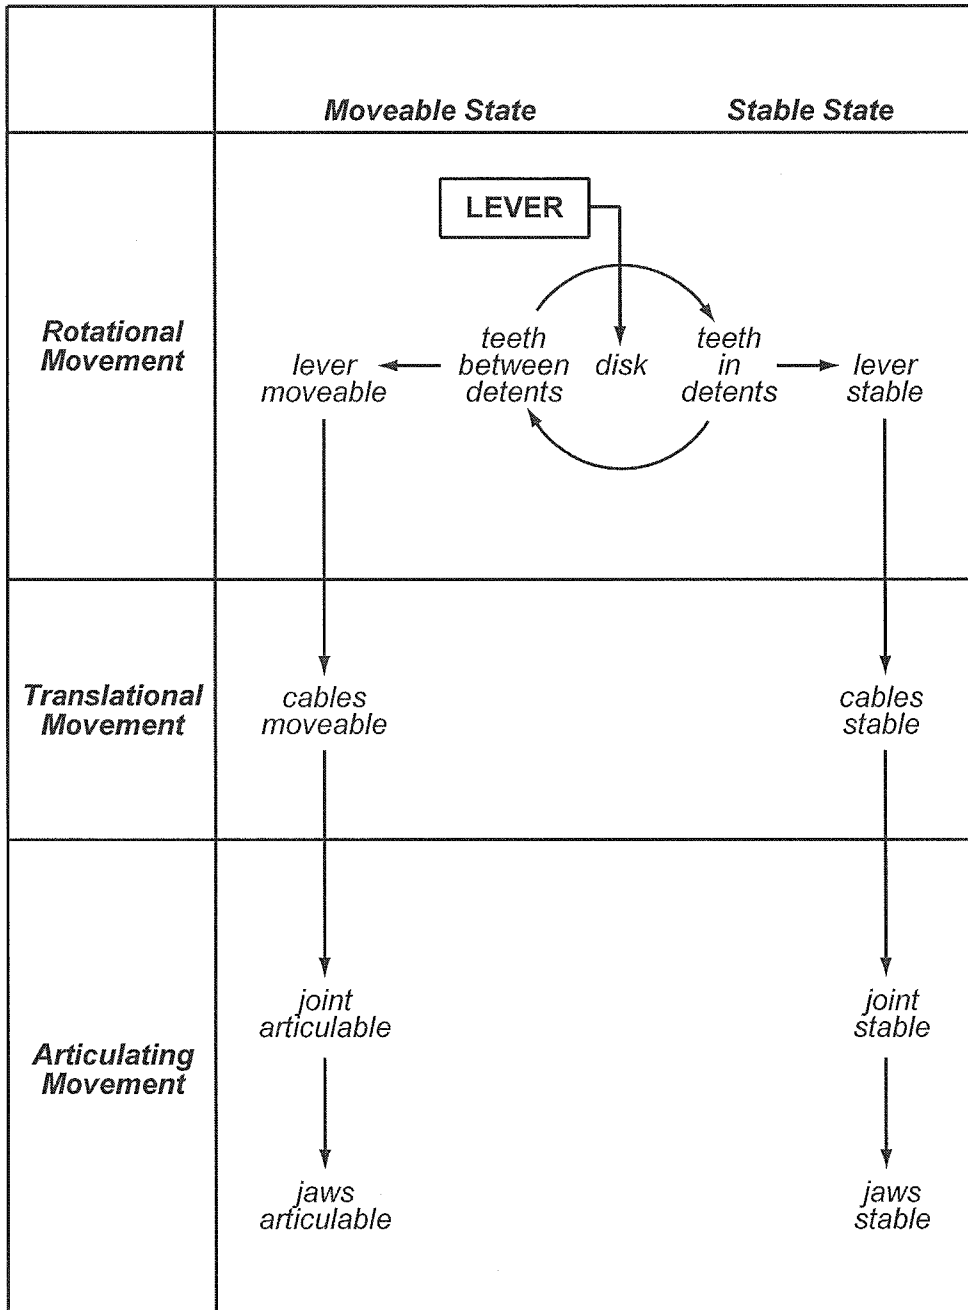 Moveable State
Stable State
LEVER
Rotational
Movement
lever
moveable
teeth
between
detents
disk
teeth
in
detents
lever
stable
Translational
Movement
cables
moveable
cables
stable
Articulating
Movement
joint
articulable
joint
stable
jaws
articulable
jaws
stable